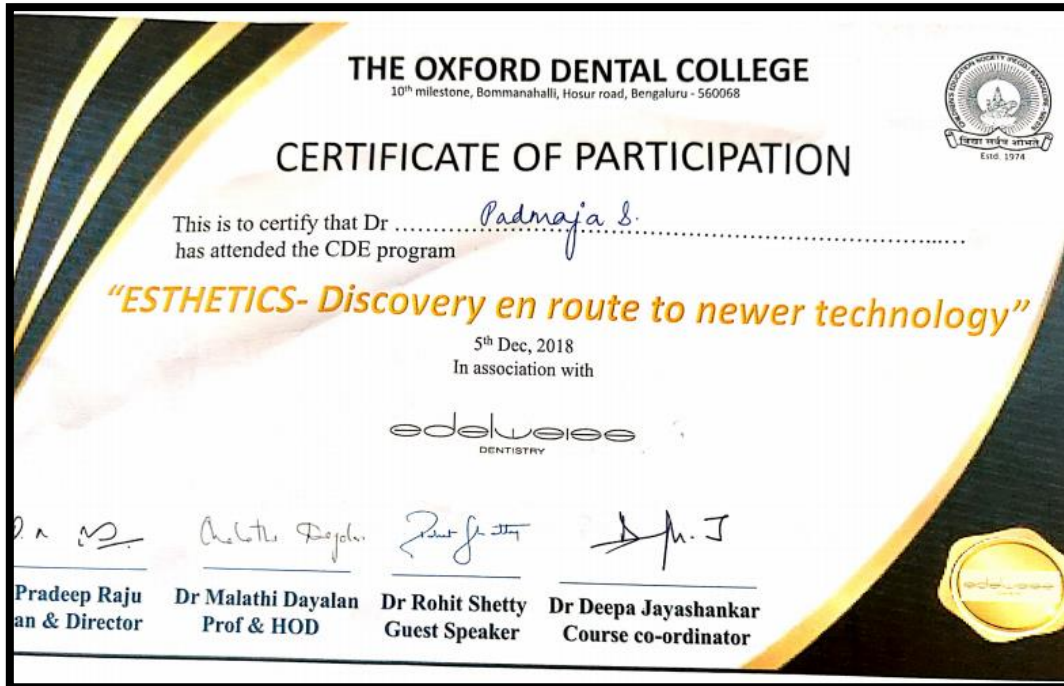 THE OXFORD DENTAL COLLEGE
10th milestone, Bommanahalli, Hosur road, Bengaluru - 560068
Estd. 1974
CERTIFICATE OF PARTICIPATION
This is to certify that Dr ........Padmaja S...............................
has attended the CDE program
"ESTHETICS- Discovery en route to newer technology"
5th Dec, 2018
In association with
edelweiss
DENTISTRY
Pradeep Raju
an & Director
Dr Malathi Dayalan
Prof & HOD
Dr Rohit Shetty
Guest Speaker
Dr Deepa Jayashankar
Course co-ordinator
edelweiss